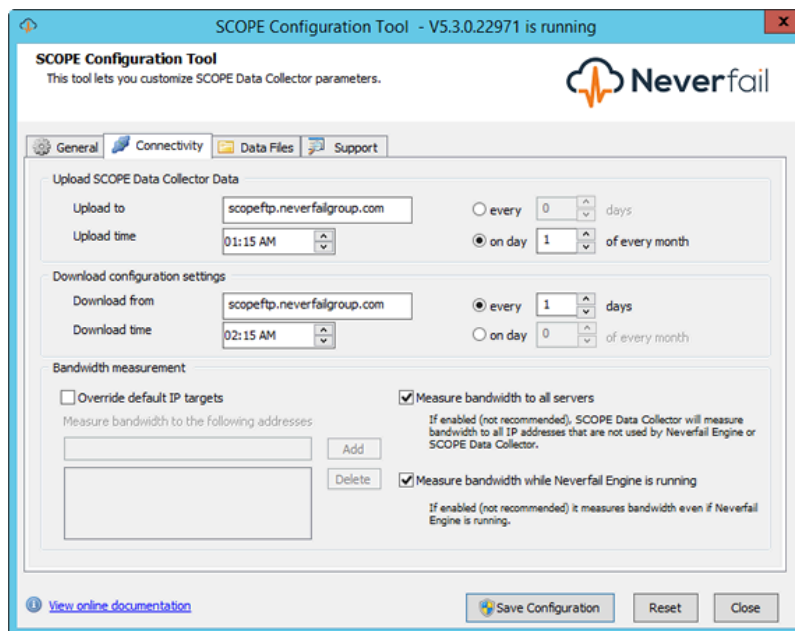 SCOPE Configuration Tool - V5.3.0.22971 is running
x
SCOPE Configuration Tool
This tool lets you customize SCOPE Data Collector parameters.
Neverfail
General
Connectivity
Data Files
Support
Upload SCOPE Data Collector Data
Upload to
scopeftp.neverfailgroup.com
every
0
days
Upload time
01:15 AM
on day
1
of every month
Download configuration settings
Download from
scopeftp.neverfailgroup.com
every
1
days
Download time
02:15 AM
on day
0
of every month
Bandwidth measurement
Override default IP targets
Measure bandwidth to the following addresses
Add
Delete
Measure bandwidth to all servers
If enabled (not recommended), SCOPE Data Collector will measure
bandwidth to all IP addresses that are not used by Neverfail Engine or
SCOPE Data Collector.
Measure bandwidth while Neverfail Engine is running
If enabled (not recommended) it measures bandwidth even if Neverfail
Engine is running.
View online documentation
Save Configuration
Reset
Close